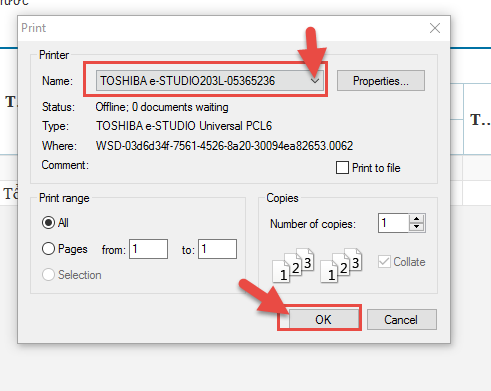 Print
Printer
Name: TOSHIBA e-STUDIO203L-05365236 Properties...
Status: Offline; 0 documents waiting
Type: TOSHIBA e-STUDIO Universal PCL6
Where: WSD-03d6d34f-7561-4526-8a20-30094ea82653.0062
Comment: Print to file
Print range
All
Pages from: 1 to: 1
Selection
Copies
Number of copies: 1
1 2 3 1 2 3
Collate
OK Cancel
T...